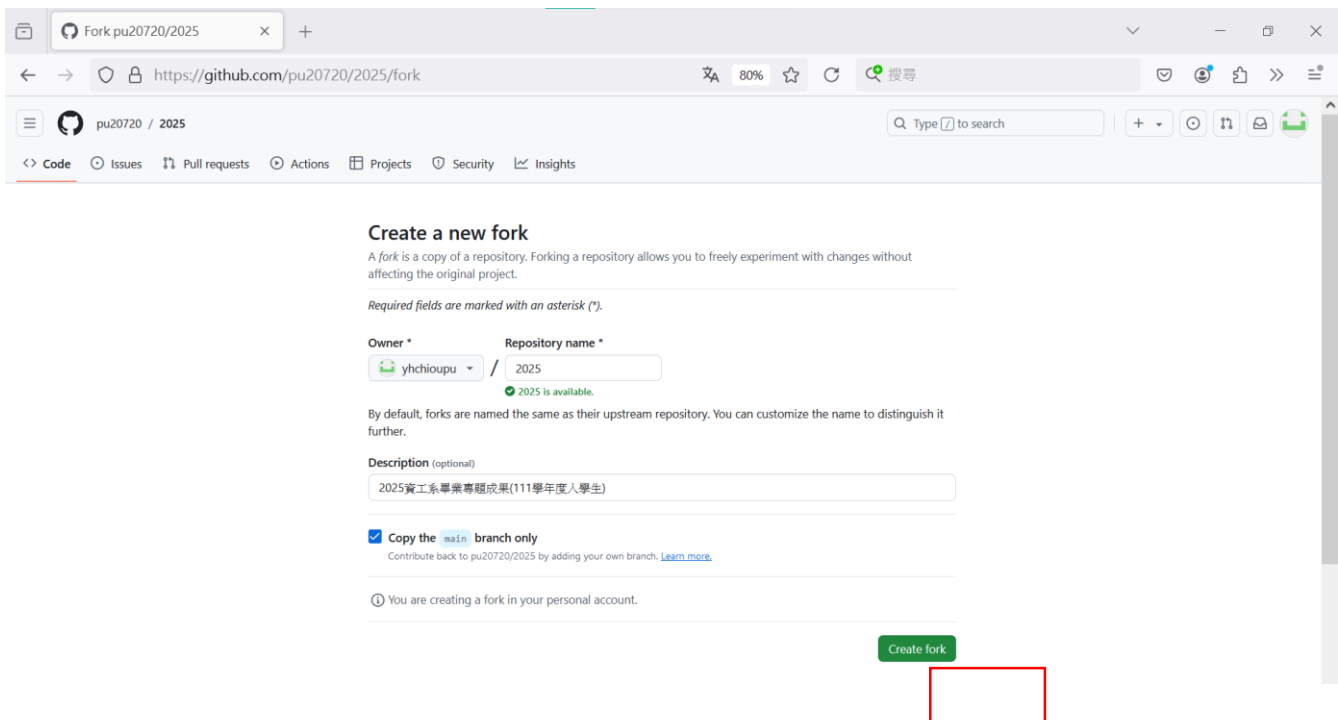 Fork pu20720/2025
https://github.com/pu20720/2025/fork
80%
搜尋
pu20720 / 2025
Type / to search
Code Issues Pull requests Actions Projects Security Insights
Create a new fork
A fork is a copy of a repository. Forking a repository allows you to freely experiment with changes without
affecting the original project.
Required fields are marked with an asterisk (*).
Owner * Repository name *
yhchioupu / 2025
2025 is available.
By default, forks are named the same as their upstream repository. You can customize the name to distinguish it
further.
Description (optional)
2025資工系畢業專題成果(111學年度入學生)
Copy the main branch only
Contribute back to pu20720/2025 by adding your own branch. Learn more.
You are creating a fork in your personal account.
Create fork